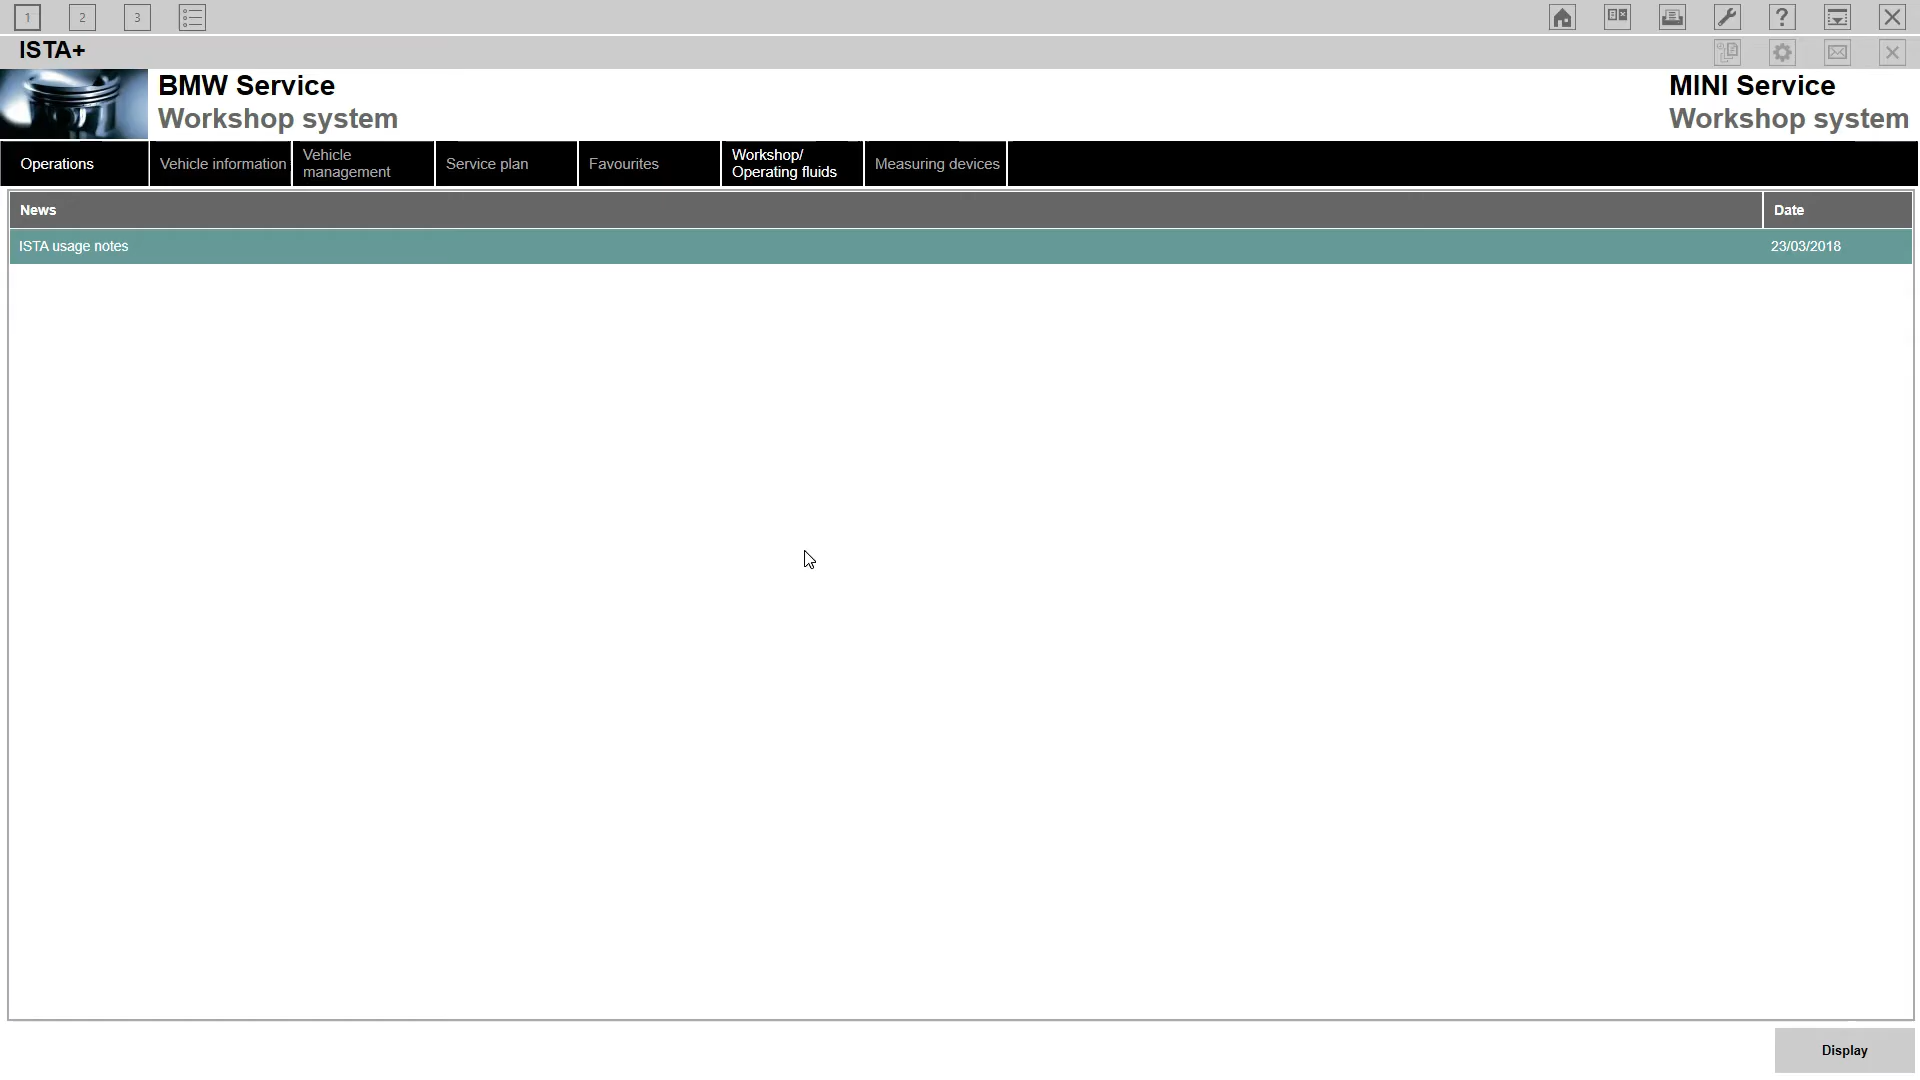 1 2 3
?
ISTA+
BMW Service
Workshop system
MINI Service
Workshop system
Operations
Vehicle information
Vehicle
management
Service plan
Favourites
Workshop/
Operating fluids
Measuring devices
News Date
ISTA usage notes 23/03/2018
Display